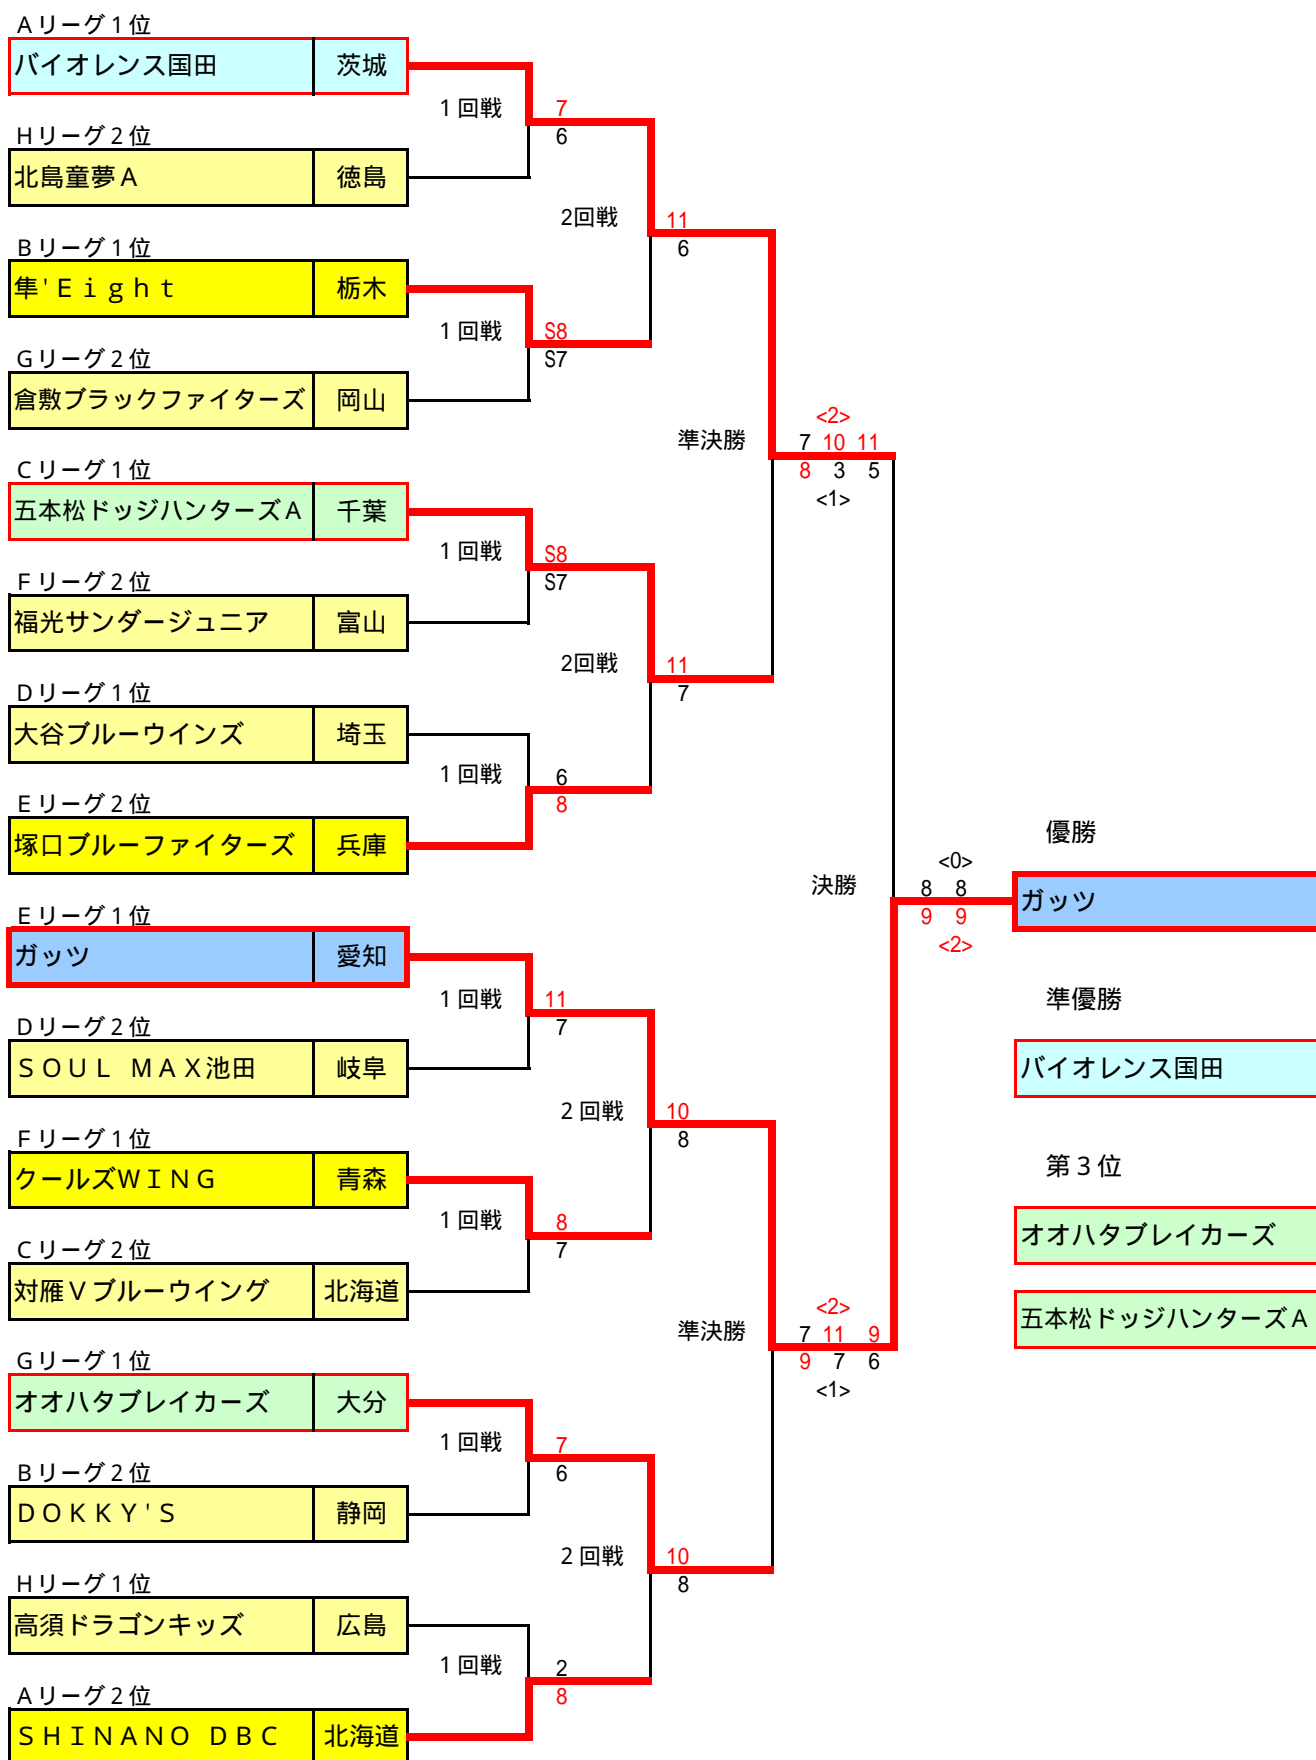 Aリーグ1位
バイオレンス国田 茨城
1回戦 7
6
Hリーグ2位
北島童夢A 徳島
2回戦 11
6
Bリーグ1位
隼'Eight 栃木
1回戦 S8
S7
Gリーグ2位
倉敷ブラックファイターズ 岡山
準決勝 <2>
7 10 11
8 3 5
<1>
Cリーグ1位
五本松ドッジハンターズA 千葉
1回戦 S8
S7
Fリーグ2位
福光サンダージュニア 富山
2回戦 11
7
Dリーグ1位
大谷ブルーウインズ 埼玉
1回戦 6
8
Eリーグ2位
塚口ブルーファイターズ 兵庫
決勝 <0>
8 8
9 9
<2>
優勝
ガッツ
Eリーグ1位
ガッツ 愛知
1回戦 11
7
準優勝
バイオレンス国田
Dリーグ2位
SOUL MAX池田 岐阜
2回戦 10
8
Fリーグ1位
クールズWING 青森
1回戦 8
7
第3位
オオハタブレイカーズ
五本松ドッジハンターズA
Cリーグ2位
対雁Vブルーウイング 北海道
準決勝 <2>
7 11 9
9 7 6
<1>
Gリーグ1位
オオハタブレイカーズ 大分
1回戦 7
6
Bリーグ2位
DOKKY'S 静岡
2回戦 10
8
Hリーグ1位
高須ドラゴンキッズ 広島
1回戦 2
8
Aリーグ2位
SHINANO DBC 北海道